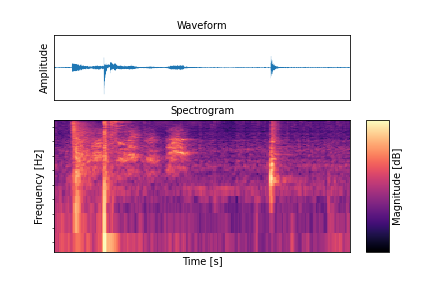 Waveform
Amplitude
Spectrogram
Frequency [Hz]
Magnitude [dB]
Time [s]